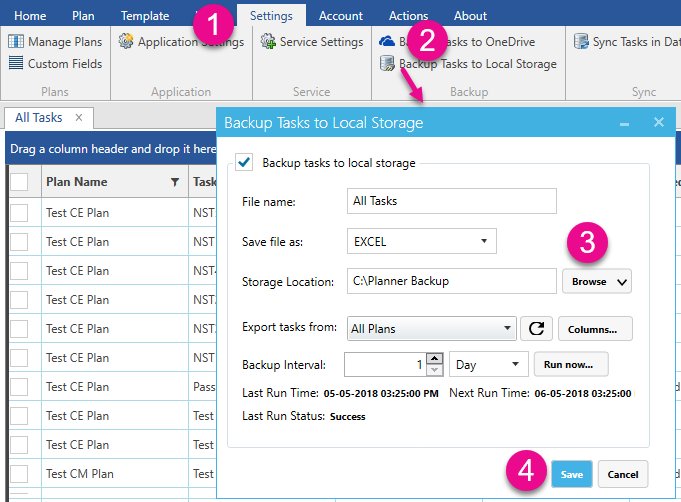 Home Plan Template Settings Account Actions About
1
2
Manage Plans Application Settings Service Settings Tasks to OneDrive Sync Tasks in Dat
Custom Fields Backup Tasks to Local Storage
Plans Application Service Backup Sync
All Tasks x
Drag a column header and drop it here
Backup Tasks to Local Storage
Plan Name Task
Backup tasks to local storage
Test CE Plan NST
File name: All Tasks
Test CE Plan NST
Save file as: EXCEL
3
Test CE Plan NST
Test CE Plan NST4
Storage Location: C:\Planner Backup Browse
Test CE Plan NST
Export tasks from: All Plans Columns...
Test CE Plan NST
Backup Interval: 1 Day Run now...
Test CE Plan Pass
Last Run Time: 05-05-2018 03:25:00 PM Next Run Time: 06-05-2018 03:25:00
Test CE Plan Test
Last Run Status: Success
Test CE Plan Test
Test CM Plan Test
4
Save Cancel